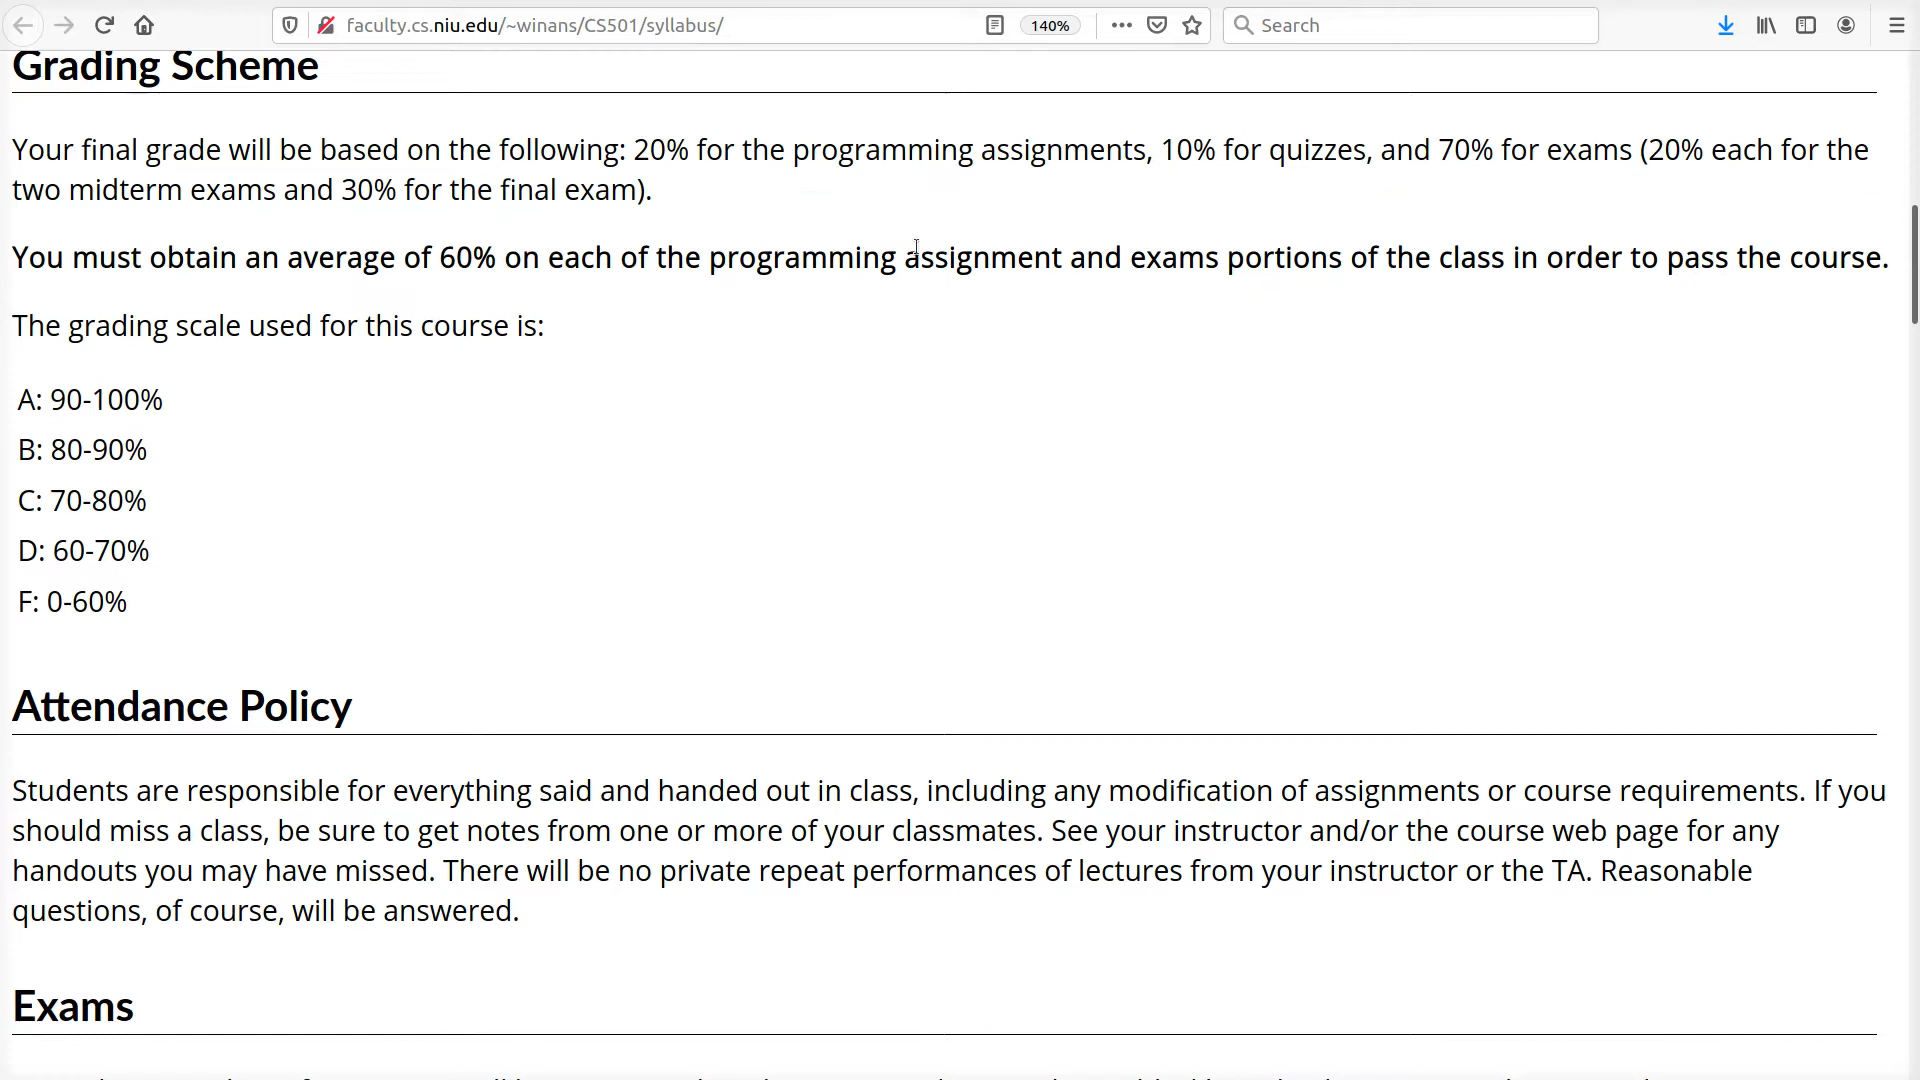 faculty.cs.niu.edu/~winans/CS501/syllabus/
140%
Search
Grading Scheme
Your final grade will be based on the following: 20% for the programming assignments, 10% for quizzes, and 70% for exams (20% each for the
two midterm exams and 30% for the final exam).
You must obtain an average of 60% on each of the programming assignment and exams portions of the class in order to pass the course.
The grading scale used for this course is:
A: 90-100%
B: 80-90%
C: 70-80%
D: 60-70%
F: 0-60%
Attendance Policy
Students are responsible for everything said and handed out in class, including any modification of assignments or course requirements. If you
should miss a class, be sure to get notes from one or more of your classmates. See your instructor and/or the course web page for any
handouts you may have missed. There will be no private repeat performances of lectures from your instructor or the TA. Reasonable
questions, of course, will be answered.
Exams